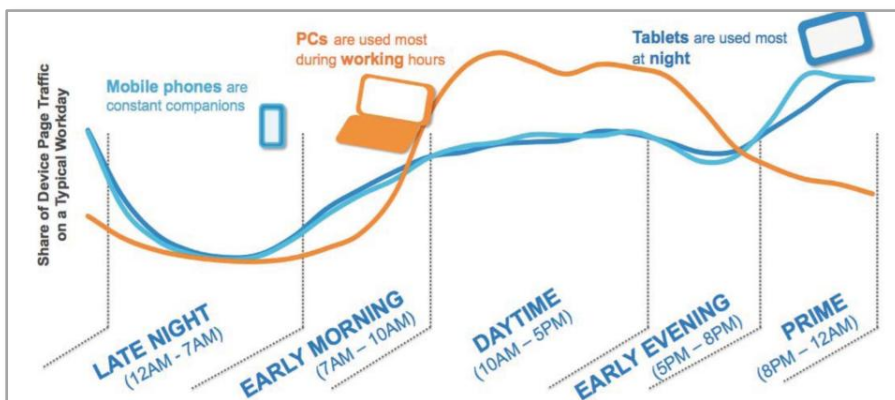 Share of Device Page Traffic
on a Typical Workday
Mobile phones are
constant companions
PCs are used most
during working hours
Tablets are used most
at night
LATE NIGHT
(12AM - 7AM)
EARLY MORNING
(7AM – 10AM)
DAYTIME
(10AM – 5PM)
EARLY EVENING
(5PM – 8PM)
PRIME
(8PM – 12AM)